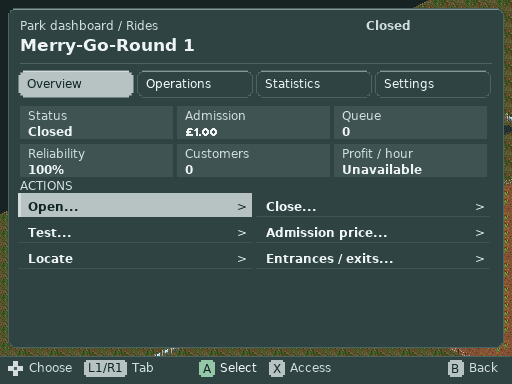 Park dashboard / Rides
Closed
Merry-Go-Round 1
Overview
Operations
Statistics
Settings
Status
Closed
Admission
£1.00
Queue
0
Reliability
100%
Customers
0
Profit / hour
Unavailable
ACTIONS
Open... >
Close... >
Test... >
Admission price... >
Locate >
Entrances / exits... >
Choose
L1/R1 Tab
A Select
X Access
B Back